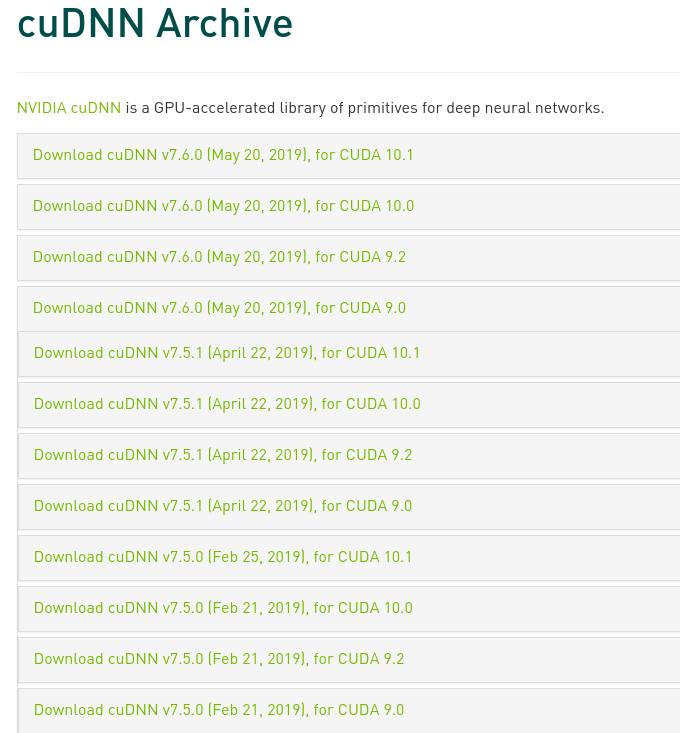 cuDNN Archive
NVIDIA cuDNN is a GPU-accelerated library of primitives for deep neural networks.
Download cuDNN v7.6.0 (May 20, 2019), for CUDA 10.1
Download cuDNN v7.6.0 (May 20, 2019), for CUDA 10.0
Download cuDNN v7.6.0 (May 20, 2019), for CUDA 9.2
Download cuDNN v7.6.0 (May 20, 2019), for CUDA 9.0
Download cuDNN v7.5.1 (April 22, 2019), for CUDA 10.1
Download cuDNN v7.5.1 (April 22, 2019), for CUDA 10.0
Download cuDNN v7.5.1 (April 22, 2019), for CUDA 9.2
Download cuDNN v7.5.1 (April 22, 2019), for CUDA 9.0
Download cuDNN v7.5.0 (Feb 25, 2019), for CUDA 10.1
Download cuDNN v7.5.0 (Feb 21, 2019), for CUDA 10.0
Download cuDNN v7.5.0 (Feb 21, 2019), for CUDA 9.2
Download cuDNN v7.5.0 (Feb 21, 2019), for CUDA 9.0